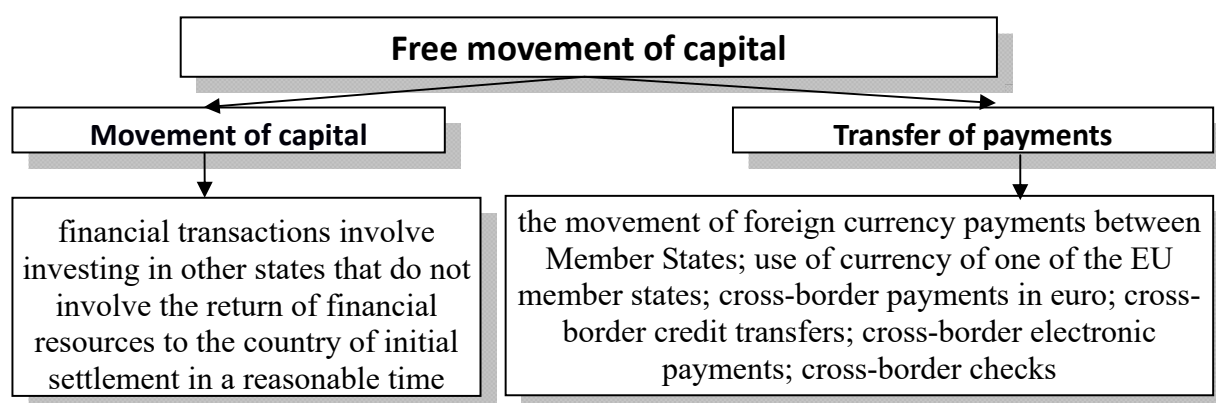 Free movement of capital
Movement of capital
Transfer of payments
financial transactions involve
investing in other states that do not
involve the return of financial
resources to the country of initial
settlement in a reasonable time
the movement of foreign currency payments between
Member States; use of currency of one of the EU
member states; cross-border payments in euro; cross-
border credit transfers; cross-border electronic
payments; cross-border checks